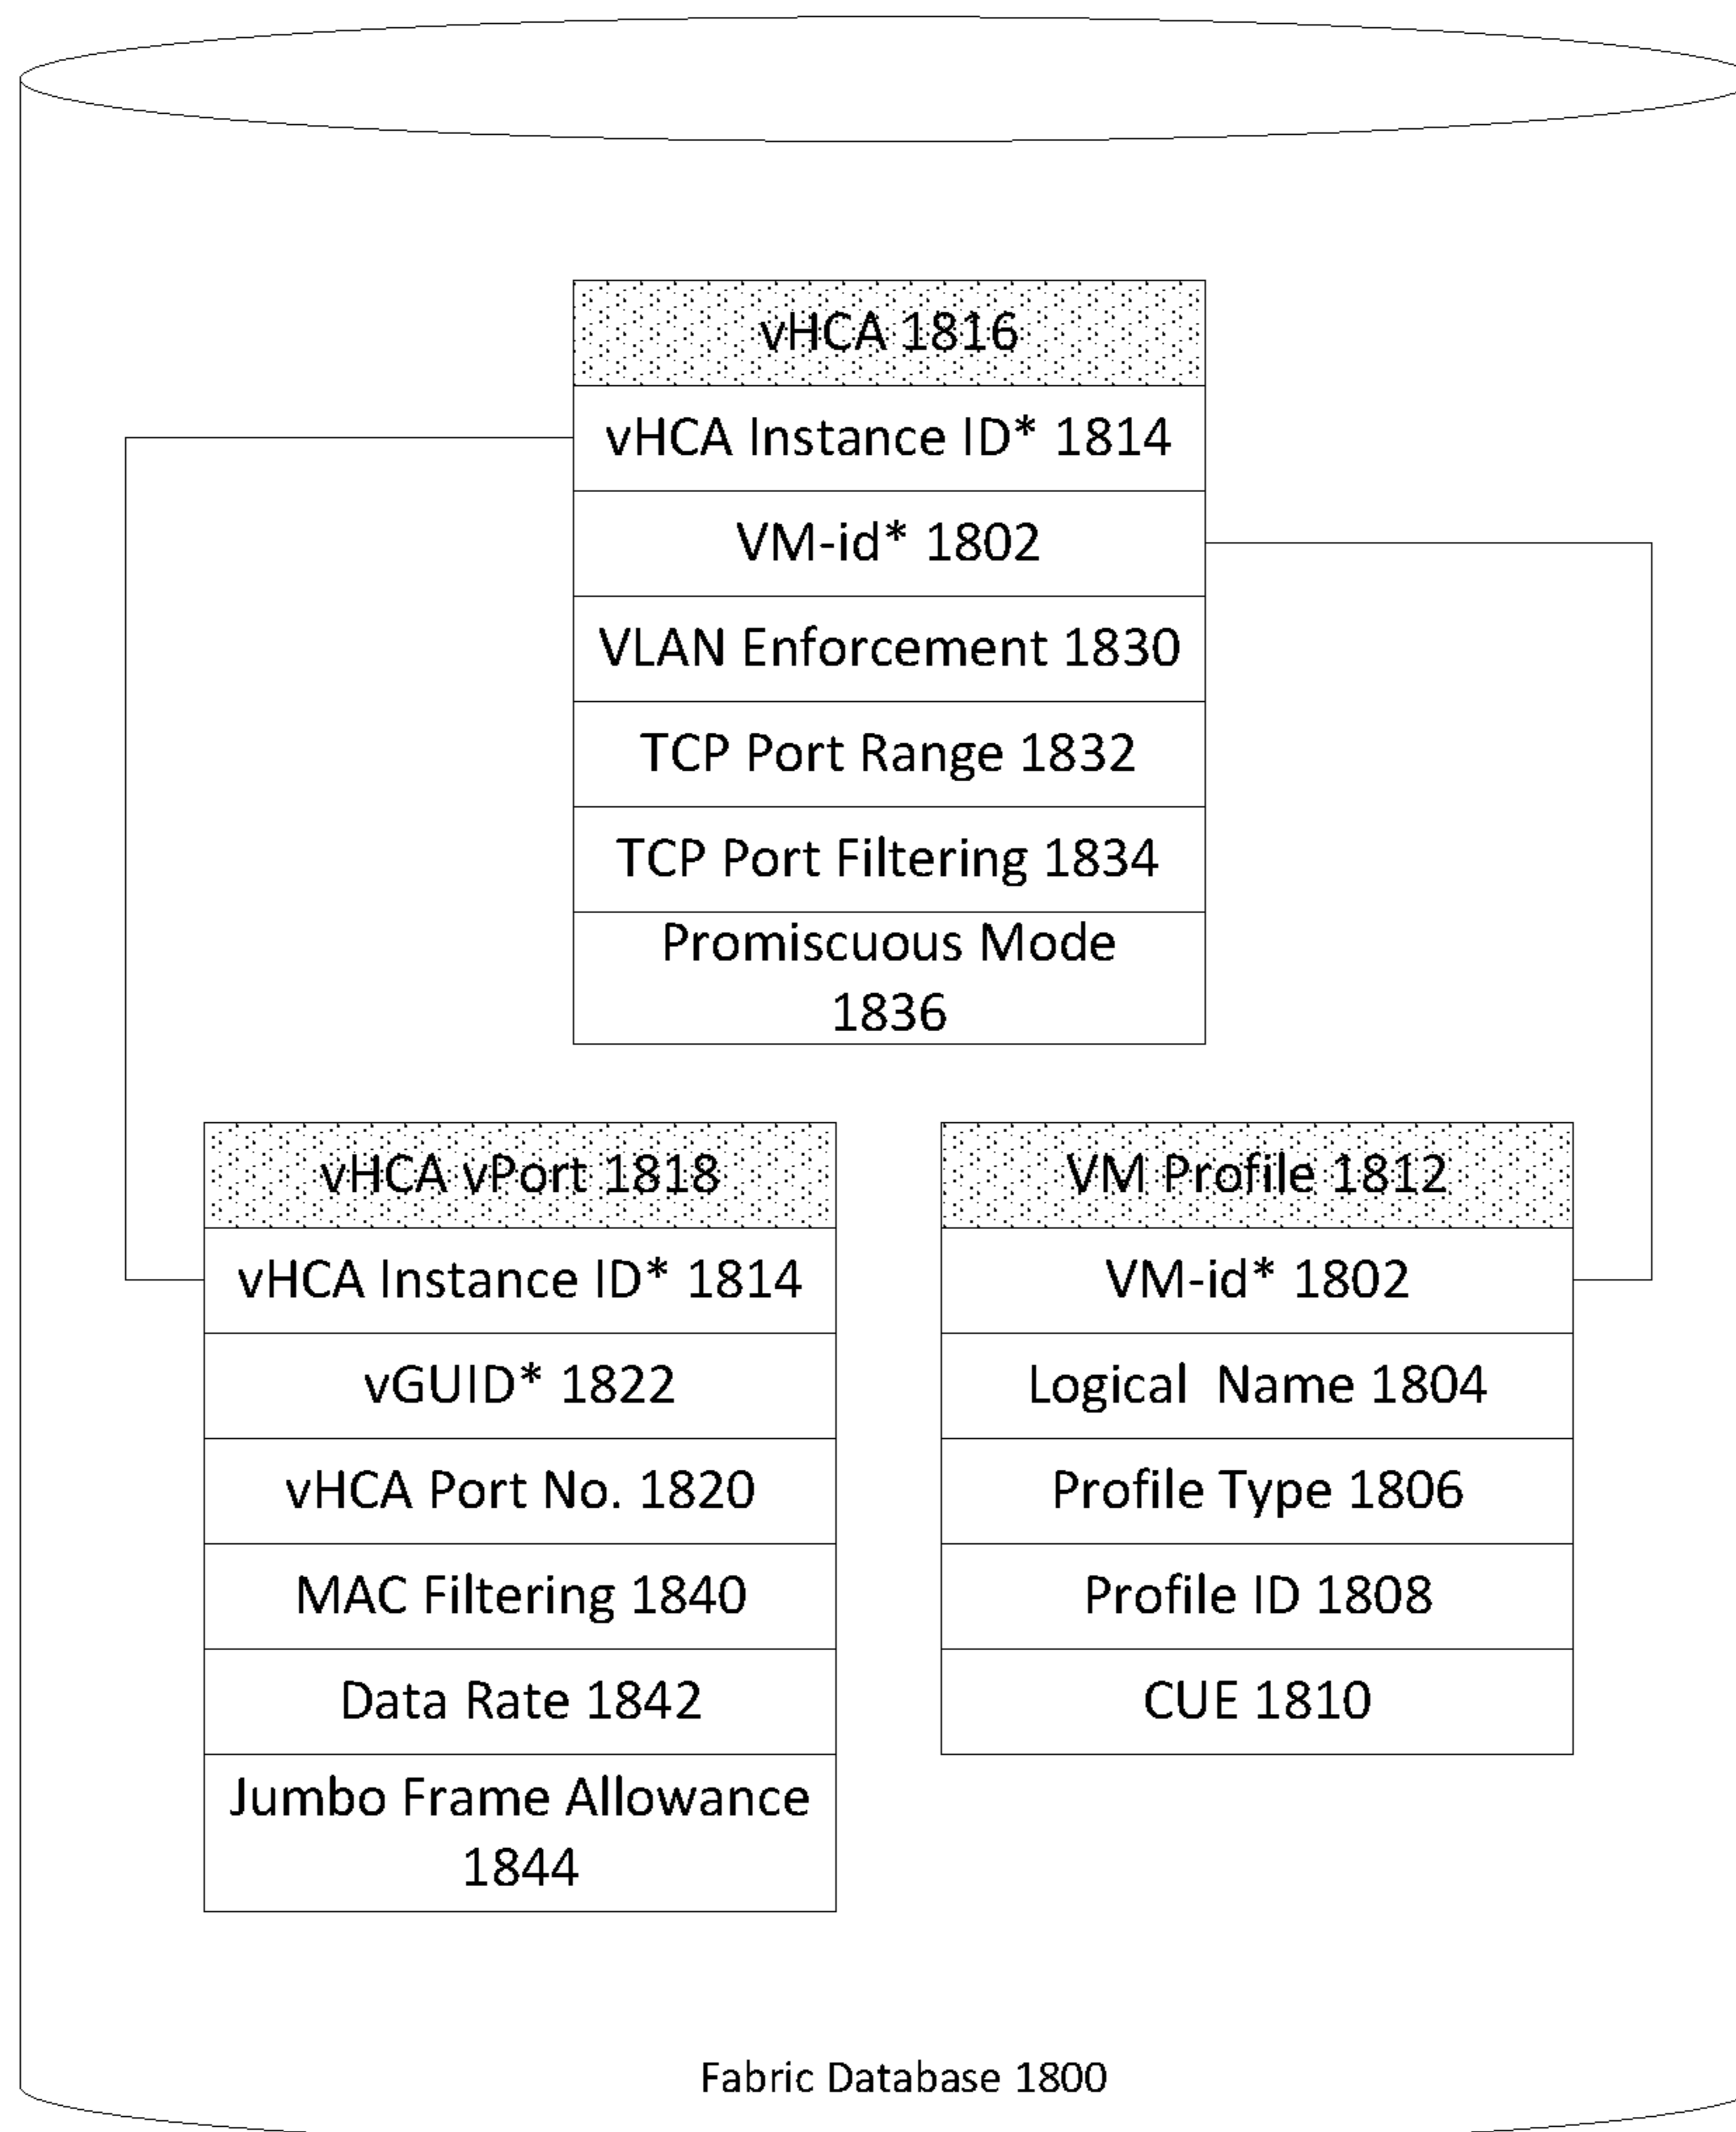 vHCA 1816
vHCA Instance ID* 1814
VM-id* 1802
VLAN Enforcement 1830
TCP Port Range 1832
TCP Port Filtering 1834
Promiscuous Mode
1836
vHCA vPort 1818
vHCA Instance ID* 1814
vGUID* 1822
vHCA Port No. 1820
MAC Filtering 1840
Data Rate 1842
Jumbo Frame Allowance
1844
VM Profile 1812
VM-id* 1802
Logical  Name 1804
Profile Type 1806
Profile ID 1808
CUE 1810
Fabric Database 1800